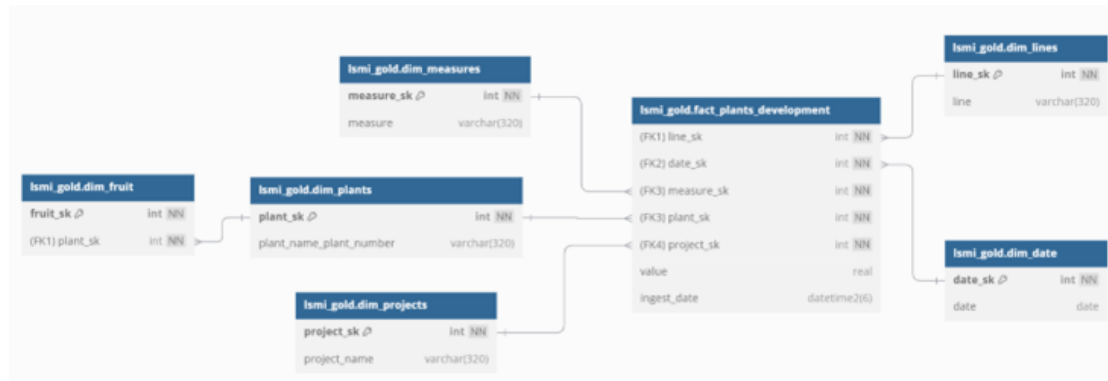 lsmi_gold.dim_lines
line_sk int NN
line varchar(320)
lsmi_gold.dim_measures
measure_sk int NN
measure varchar(320)
lsmi_gold.fact_plants_development
(FK1) line_sk int NN
(FK2) date_sk int NN
(FK3) measure_sk int NN
(FK3) plant_sk int NN
(FK4) project_sk int NN
value real
ingest_date datetime2(6)
lsmi_gold.dim_fruit
fruit_sk int NN
(FK1) plant_sk int NN
lsmi_gold.dim_plants
plant_sk int NN
plant_name_plant_number varchar(320)
lsmi_gold.dim_date
date_sk int NN
date date
lsmi_gold.dim_projects
project_sk int NN
project_name varchar(320)